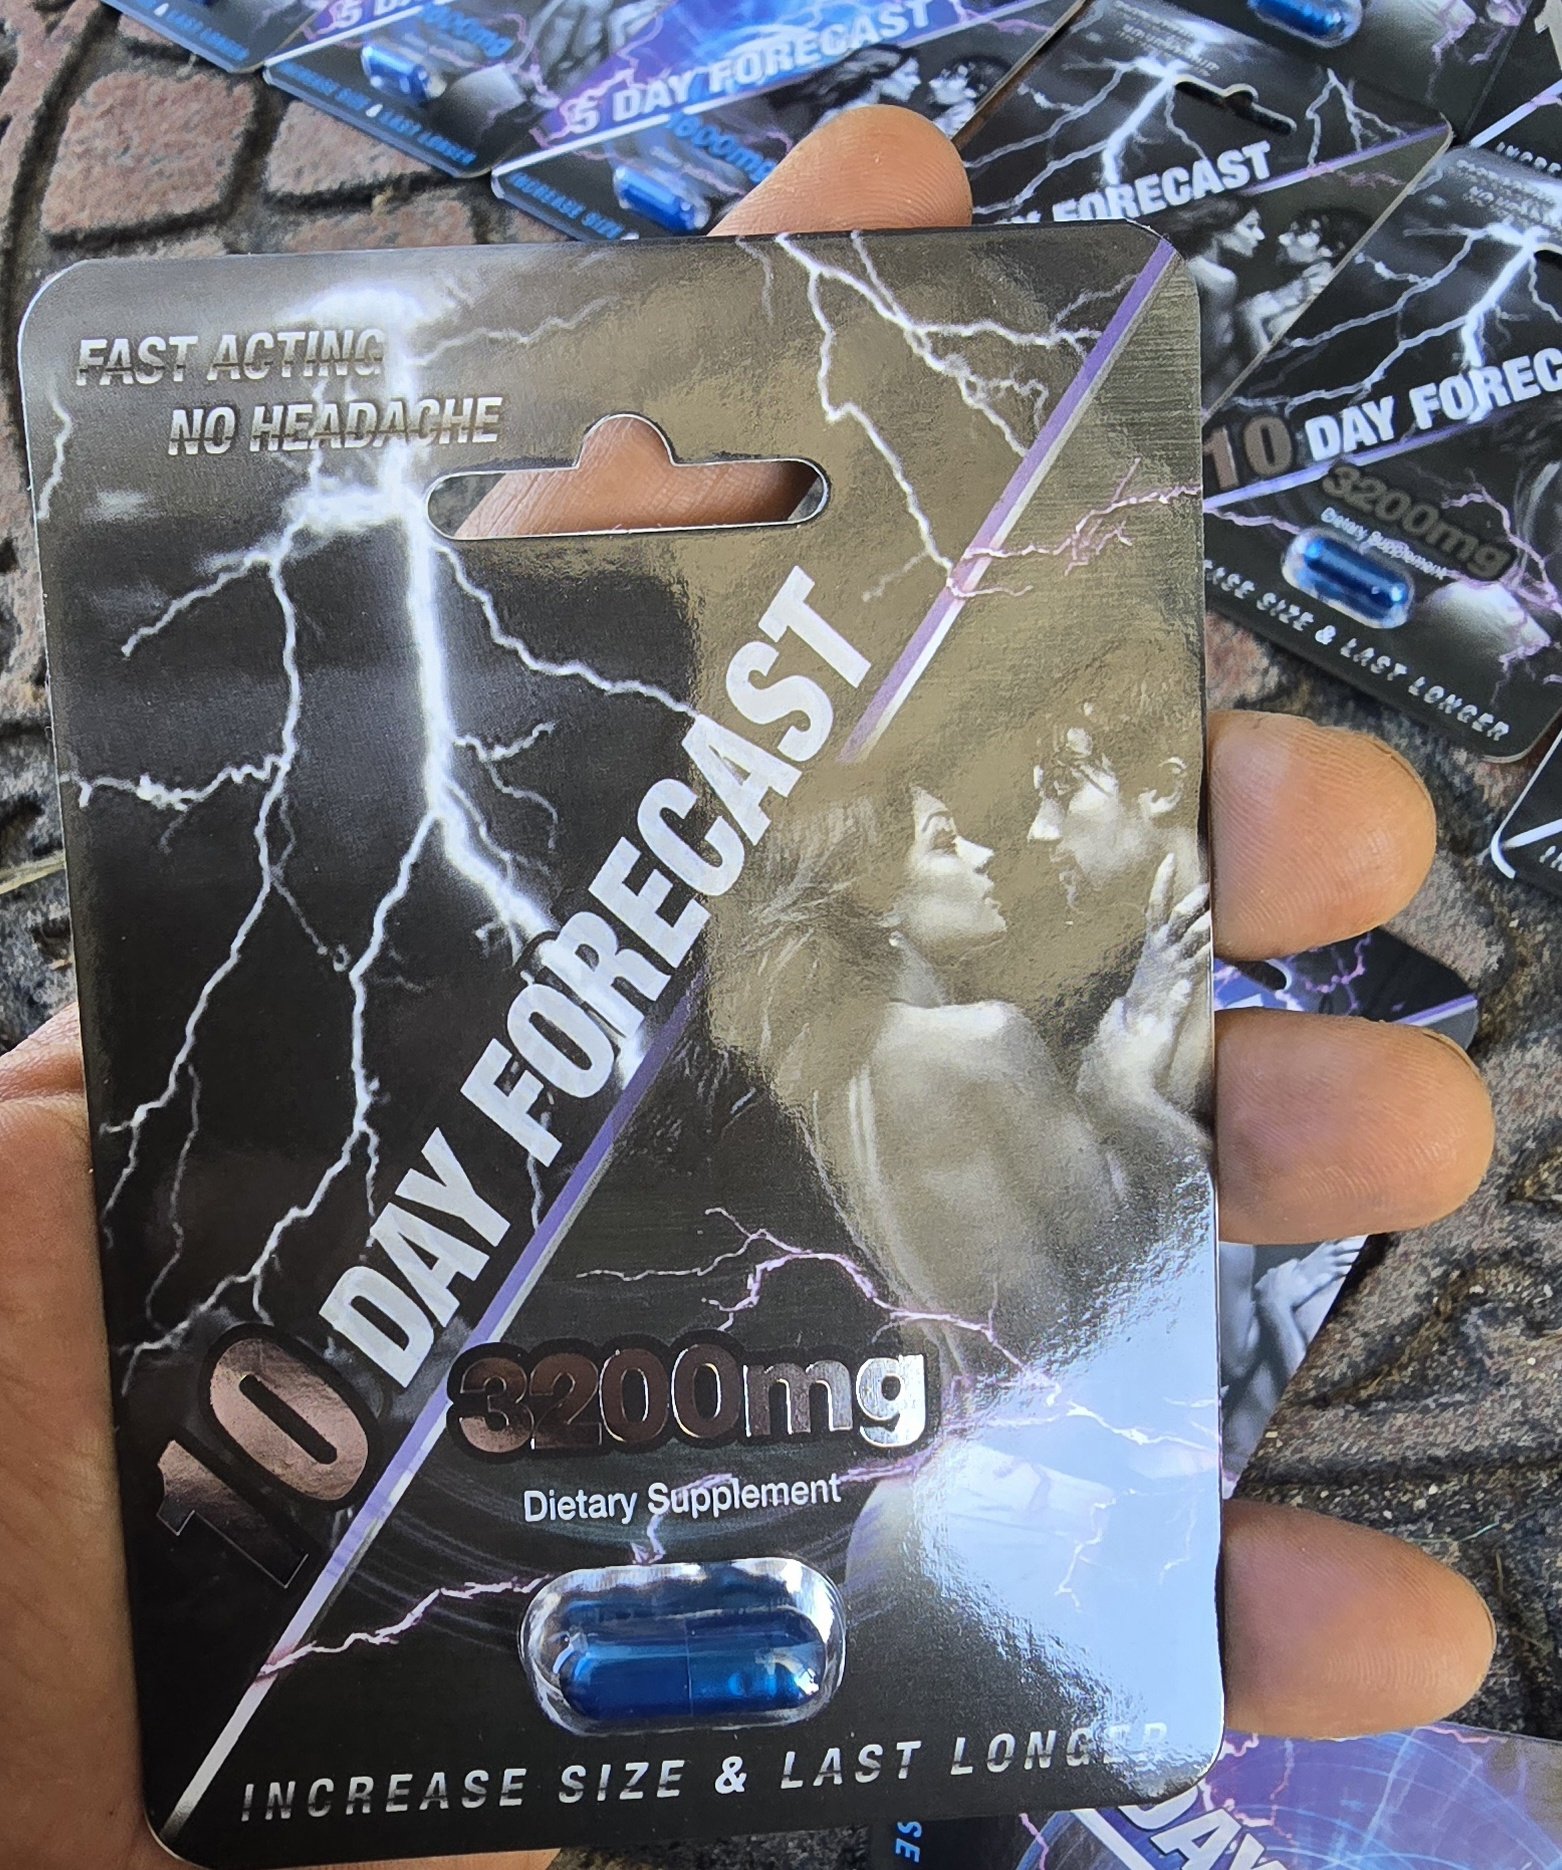 5 DAY FORECAST
FORECAST
10 DAY FOREC
3200mg
Dietary Supplement
SIZE & LAST LONGER
FAST ACTING
NO HEADACHE
10 DAY FORECAST
3200mg
Dietary Supplement
INCREASE SIZE & LAST LONGER